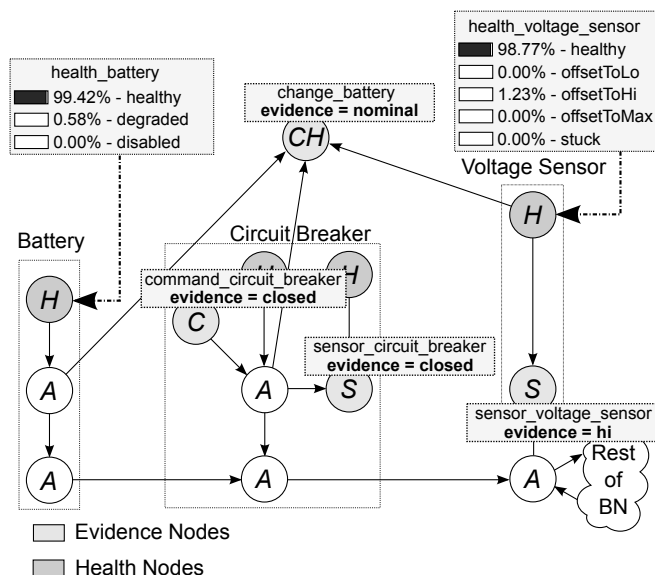 health_voltage_sensor
98.77% - healthy
0.00% - offsetToLo
1.23% - offsetToHi
0.00% - offsetToMax
0.00% - stuck
health_battery
99.42% - healthy
0.58% - degraded
0.00% - disabled
change_battery
evidence = nominal
CH
Voltage Sensor
H
Battery
Circuit Breaker
H
H
command_circuit_breaker
evidence = closed
C
sensor_circuit_breaker
evidence = closed
A
A
S
S
sensor_voltage_sensor
evidence = hi
A
A
A
Rest
of
BN
Evidence Nodes
Health Nodes